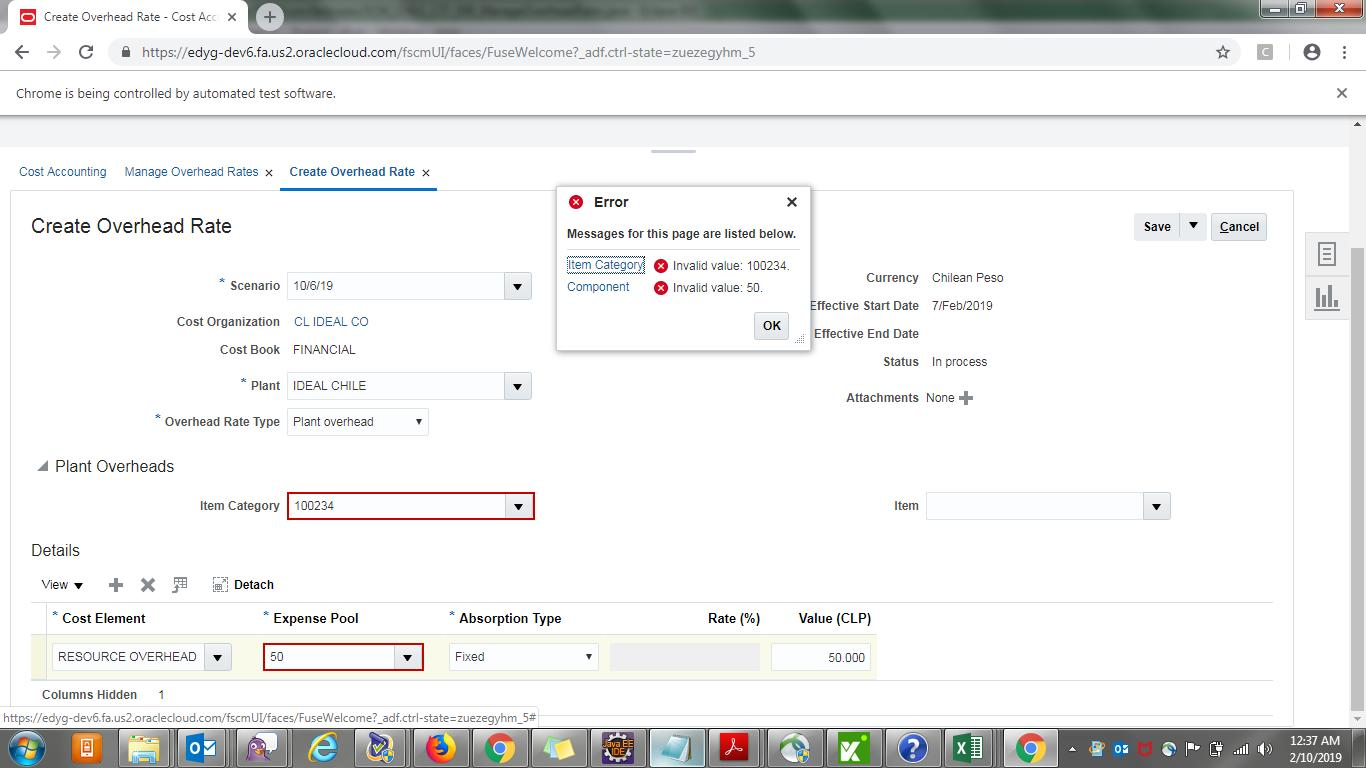 Create Overhead Rate - Cost Acc
https://edyg-dev6.fa.us2.oraclecloud.com/fscmUI/faces/FuseWelcome?_adf.ctrl-state=zuezegyhm_5
Chrome is being controlled by automated test software.
Cost Accounting
Manage Overhead Rates
Create Overhead Rate
Create Overhead Rate
Save
Cancel
Error
Messages for this page are listed below.
Item Category Invalid value: 100234.
Component Invalid value: 50.
OK
* Scenario 10/6/19
Cost Organization CL IDEAL CO
Cost Book FINANCIAL
* Plant IDEAL CHILE
* Overhead Rate Type Plant overhead
Currency Chilean Peso
Effective Start Date 7/Feb/2019
Effective End Date
Status In process
Attachments None
Plant Overheads
Item Category 100234
Item
Details
View
Detach
* Cost Element * Expense Pool * Absorption Type Rate (%) Value (CLP)
RESOURCE OVERHEAD 50 Fixed 50.000
Columns Hidden 1
https://edyg-dev6.fa.us2.oraclecloud.com/fscmUI/faces/FuseWelcome?_adf.ctrl-state=zuezegyhm_5#
Java EE
IDE
12:37 AM
2/10/2019